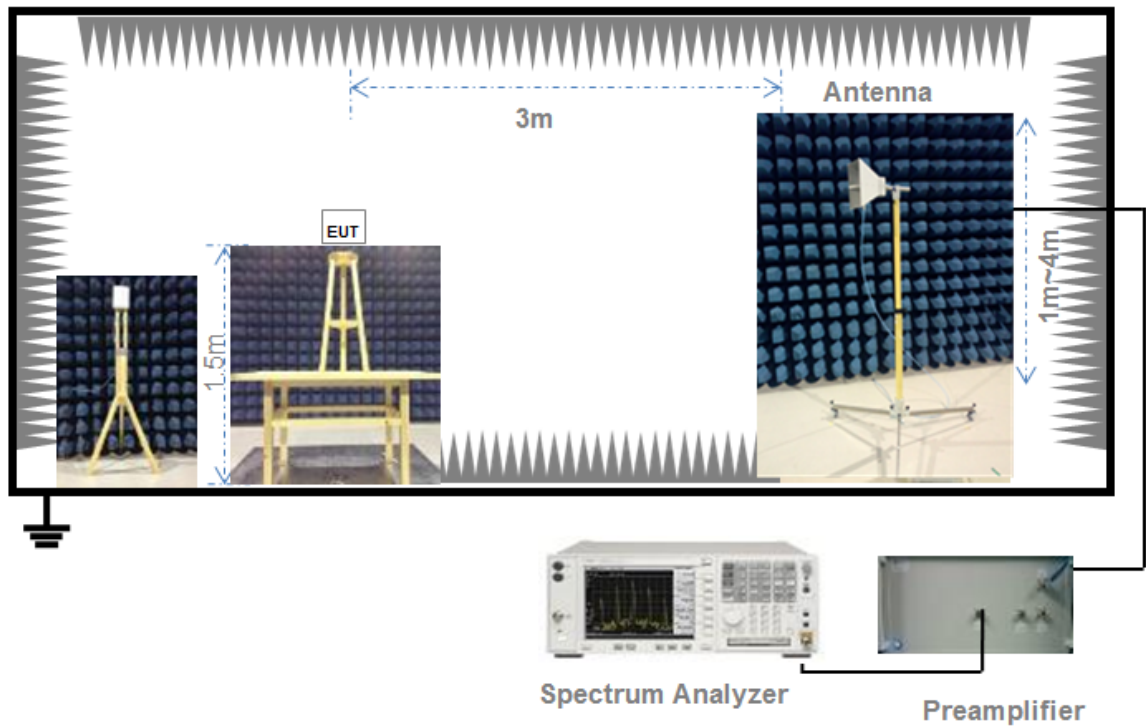 Antenna
3m
EUT
1.5m
1m~4m
Spectrum Analyzer
Preamplifier